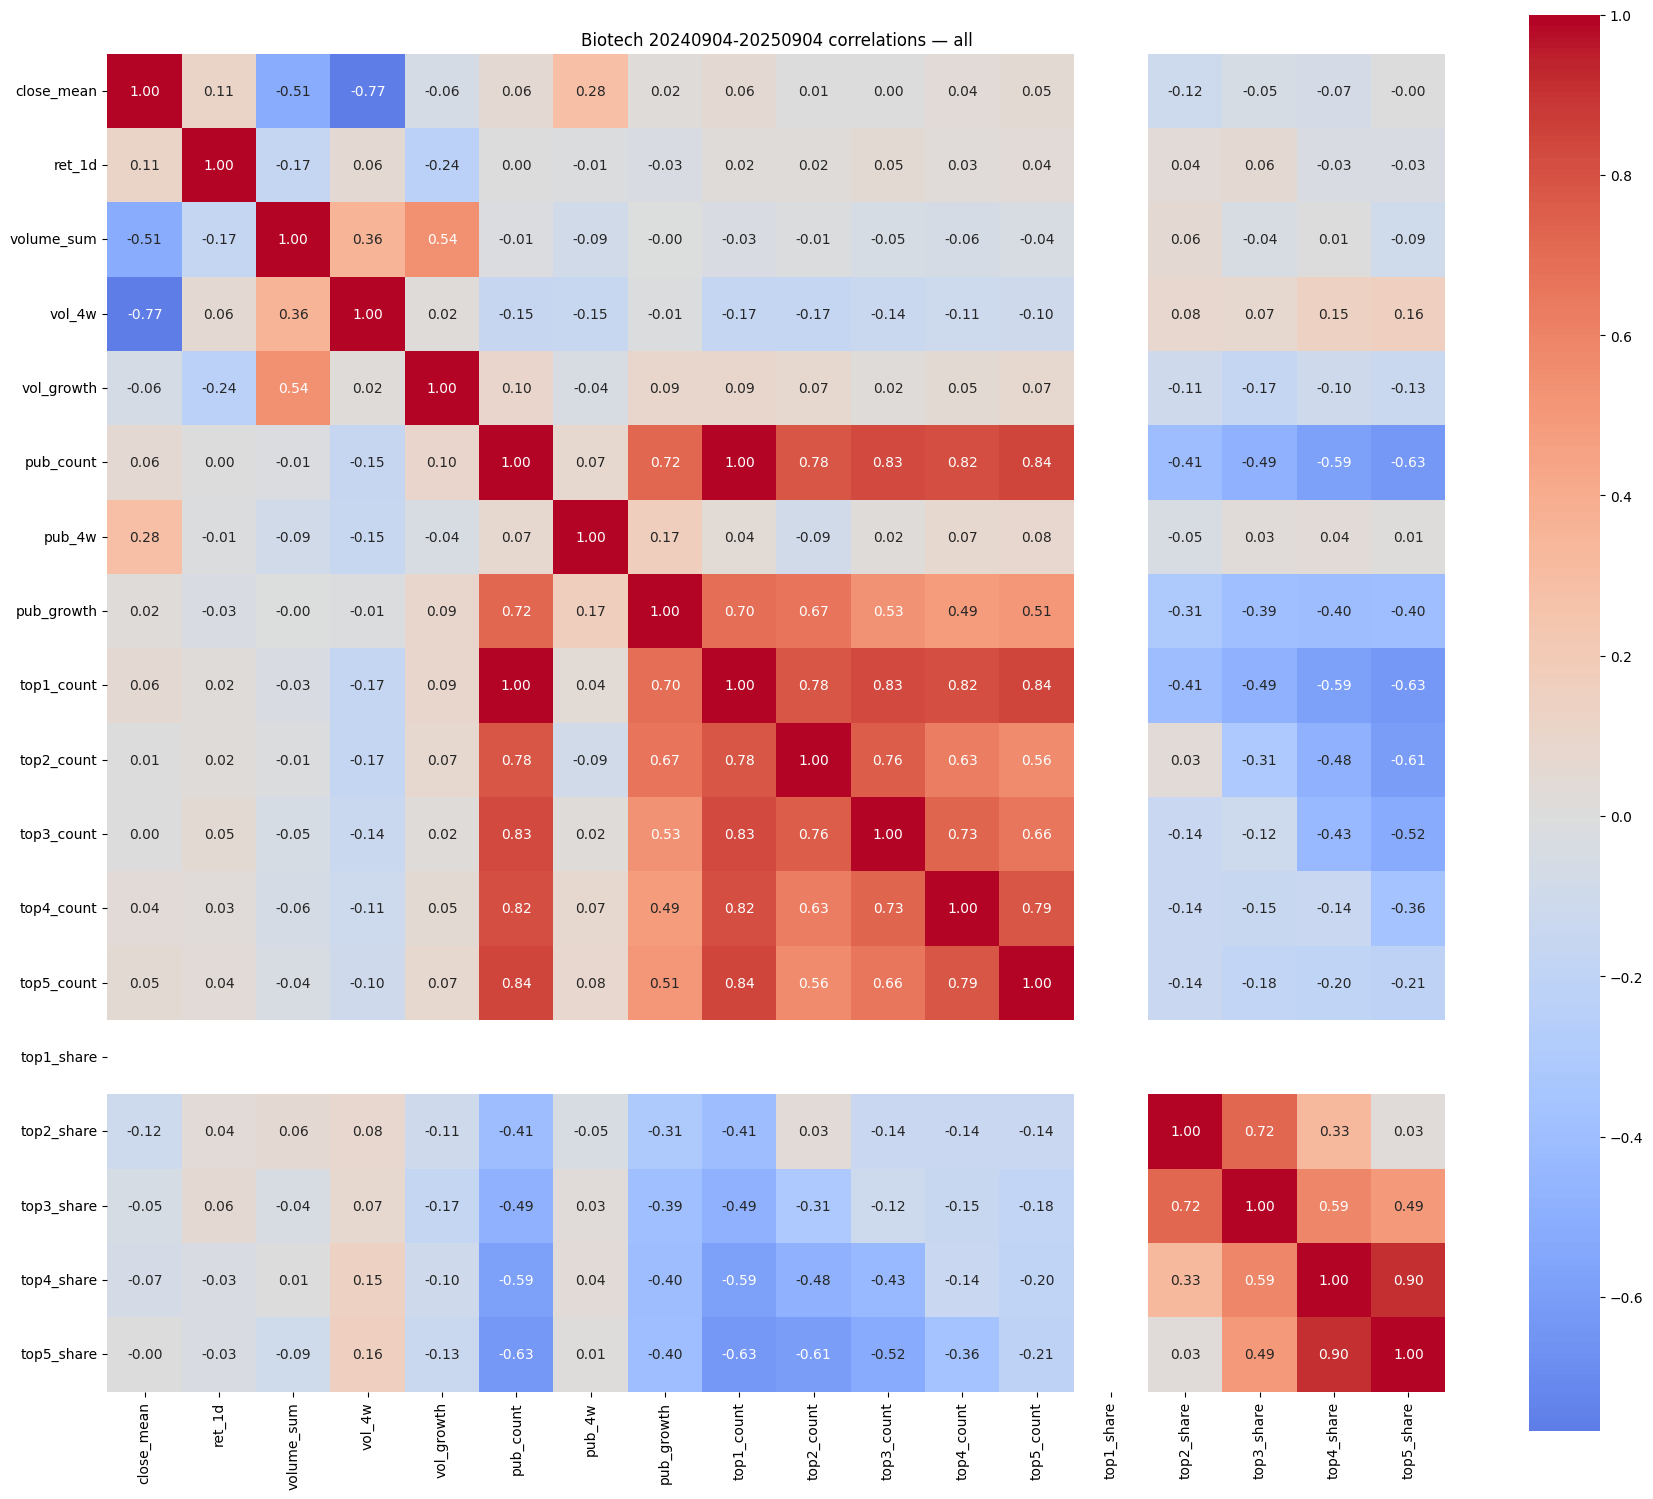 Biotech 20240904-20250904 correlations — all
close_mean 1.00 0.11 -0.51 -0.77 -0.06 0.06 0.28 0.02 0.06 0.01 0.00 0.04 0.05 -0.12 -0.05 -0.07 -0.00
ret_1d 0.11 1.00 -0.17 0.06 -0.24 0.00 -0.01 -0.03 0.02 0.02 0.05 0.03 0.04 0.04 0.06 -0.03 -0.03
volume_sum -0.51 -0.17 1.00 0.36 0.54 -0.01 -0.09 -0.00 -0.03 -0.01 -0.05 -0.06 -0.04 0.06 -0.04 0.01 -0.09
vol_4w -0.77 0.06 0.36 1.00 0.02 -0.15 -0.15 -0.01 -0.17 -0.17 -0.14 -0.11 -0.10 0.08 0.07 0.15 0.16
vol_growth -0.06 -0.24 0.54 0.02 1.00 0.10 -0.04 0.09 0.09 0.07 0.02 0.05 0.07 -0.11 -0.17 -0.10 -0.13
pub_count 0.06 0.00 -0.01 -0.15 0.10 1.00 0.07 0.72 1.00 0.78 0.83 0.82 0.84 -0.41 -0.49 -0.59 -0.63
pub_4w 0.28 -0.01 -0.09 -0.15 -0.04 0.07 1.00 0.17 0.04 -0.09 0.02 0.07 0.08 -0.05 0.03 0.04 0.01
pub_growth 0.02 -0.03 -0.00 -0.01 0.09 0.72 0.17 1.00 0.70 0.67 0.53 0.49 0.51 -0.31 -0.39 -0.40 -0.40
top1_count 0.06 0.02 -0.03 -0.17 0.09 1.00 0.04 0.70 1.00 0.78 0.83 0.82 0.84 -0.41 -0.49 -0.59 -0.63
top2_count 0.01 0.02 -0.01 -0.17 0.07 0.78 -0.09 0.67 0.78 1.00 0.76 0.63 0.56 0.03 -0.31 -0.48 -0.61
top3_count 0.00 0.05 -0.05 -0.14 0.02 0.83 0.02 0.53 0.83 0.76 1.00 0.73 0.66 -0.14 -0.12 -0.43 -0.52
top4_count 0.04 0.03 -0.06 -0.11 0.05 0.82 0.07 0.49 0.82 0.63 0.73 1.00 0.79 -0.14 -0.15 -0.14 -0.36
top5_count 0.05 0.04 -0.04 -0.10 0.07 0.84 0.08 0.51 0.84 0.56 0.66 0.79 1.00 -0.14 -0.18 -0.20 -0.21
top1_share
top2_share -0.12 0.04 0.06 0.08 -0.11 -0.41 -0.05 -0.31 -0.41 0.03 -0.14 -0.14 -0.14 1.00 0.72 0.33 0.03
top3_share -0.05 0.06 -0.04 0.07 -0.17 -0.49 0.03 -0.39 -0.49 -0.31 -0.12 -0.15 -0.18 0.72 1.00 0.59 0.49
top4_share -0.07 -0.03 0.01 0.15 -0.10 -0.59 0.04 -0.40 -0.59 -0.48 -0.43 -0.14 -0.20 0.33 0.59 1.00 0.90
top5_share -0.00 -0.03 -0.09 0.16 -0.13 -0.63 0.01 -0.40 -0.63 -0.61 -0.52 -0.36 -0.21 0.03 0.49 0.90 1.00
close_mean
ret_1d
volume_sum
vol_4w
vol_growth
pub_count
pub_4w
pub_growth
top1_count
top2_count
top3_count
top4_count
top5_count
top1_share
top2_share
top3_share
top4_share
top5_share
1.0
0.8
0.6
0.4
0.2
0.0
−0.2
−0.4
−0.6